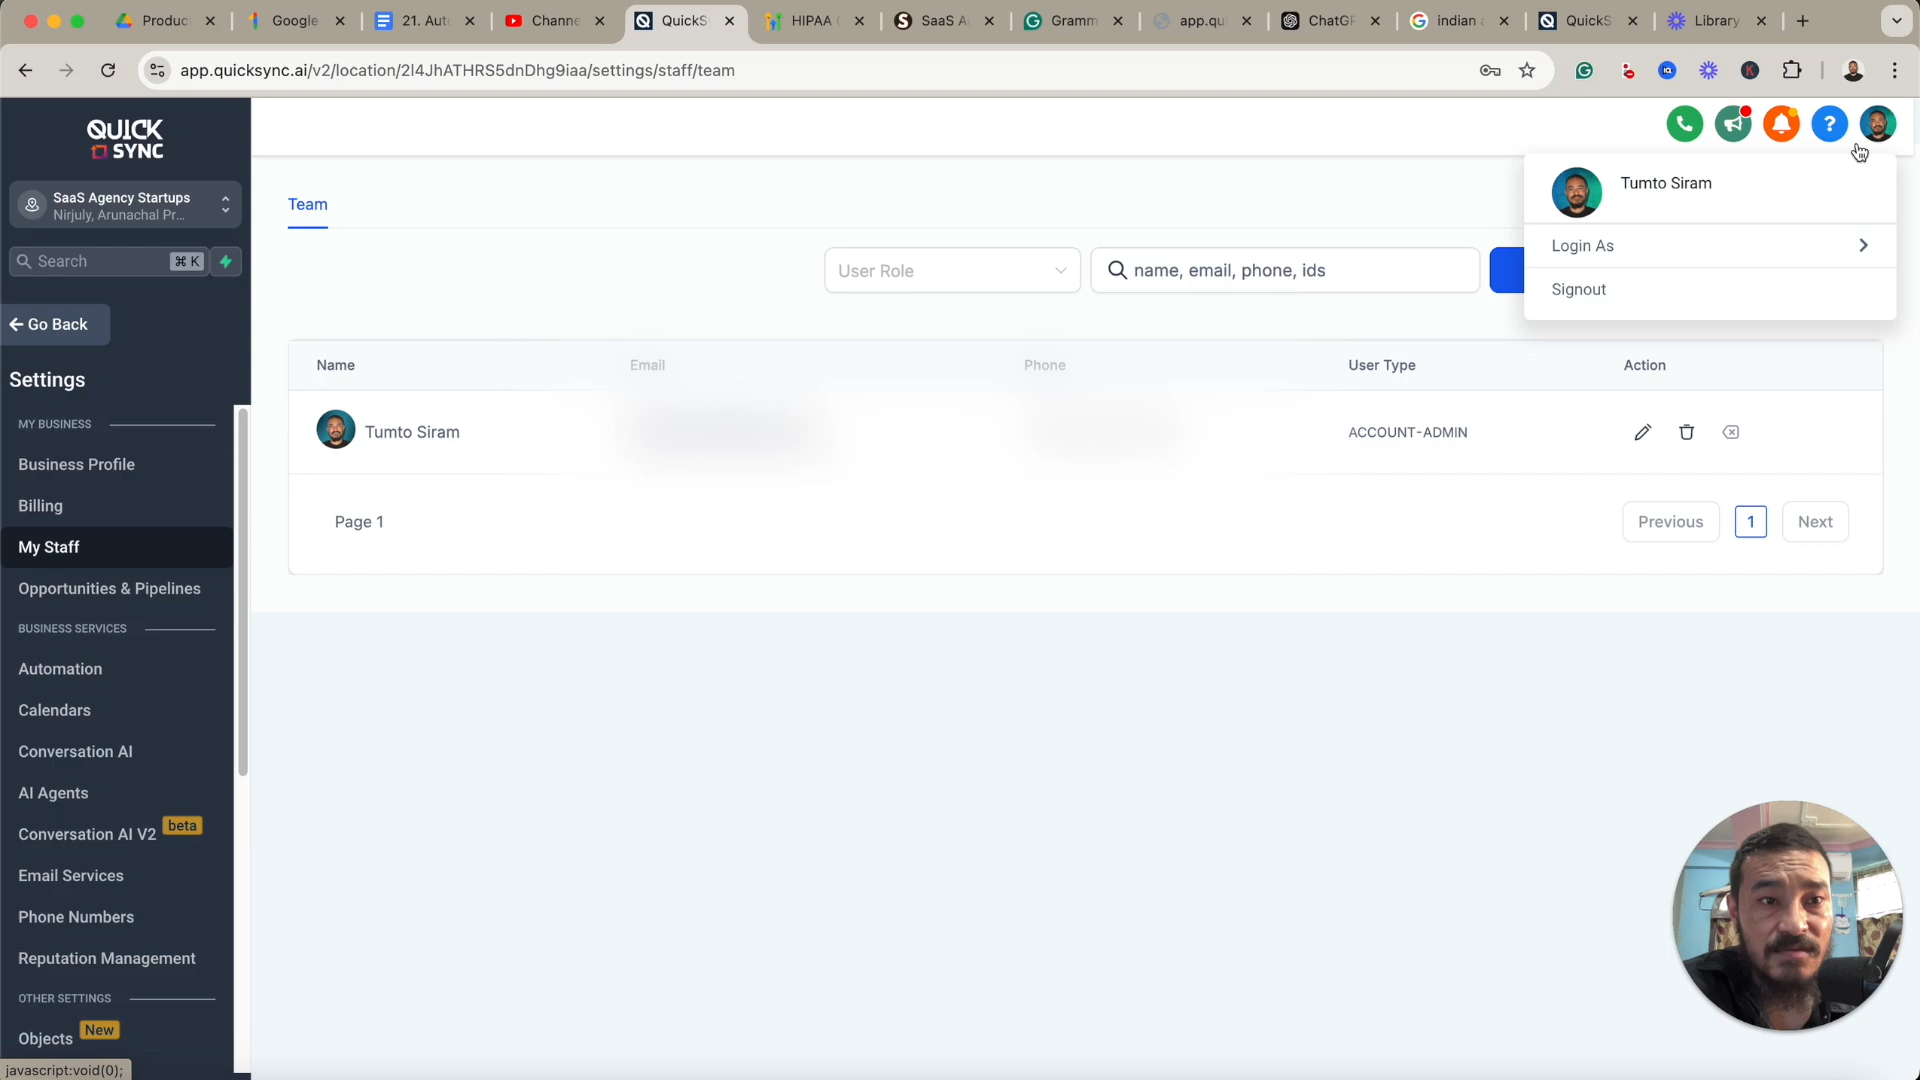 Produc
Google
21. Auto
Channe
QuickS
HIPAA
SaaS A
Gramm
app.qui
ChatGP
indian a
QuickS
Library
app.quicksync.ai/v2/location/2l4JhATHRS5dnDhg9iaa/settings/staff/team
QUICK
SYNC
SaaS Agency Startups
Nirjuly, Arunachal Pr...
Search ⌘ K
Go Back
Settings
MY BUSINESS
Business Profile
Billing
My Staff
Opportunities & Pipelines
BUSINESS SERVICES
Automation
Calendars
Conversation AI
AI Agents
Conversation AI V2 beta
Email Services
Phone Numbers
Reputation Management
OTHER SETTINGS
Objects New
javascript:void(0);
Team
User Role
name, email, phone, ids
Tumto Siram
Login As
Signout
Name Email Phone User Type Action
Tumto Siram ACCOUNT-ADMIN
Page 1
Previous 1 Next